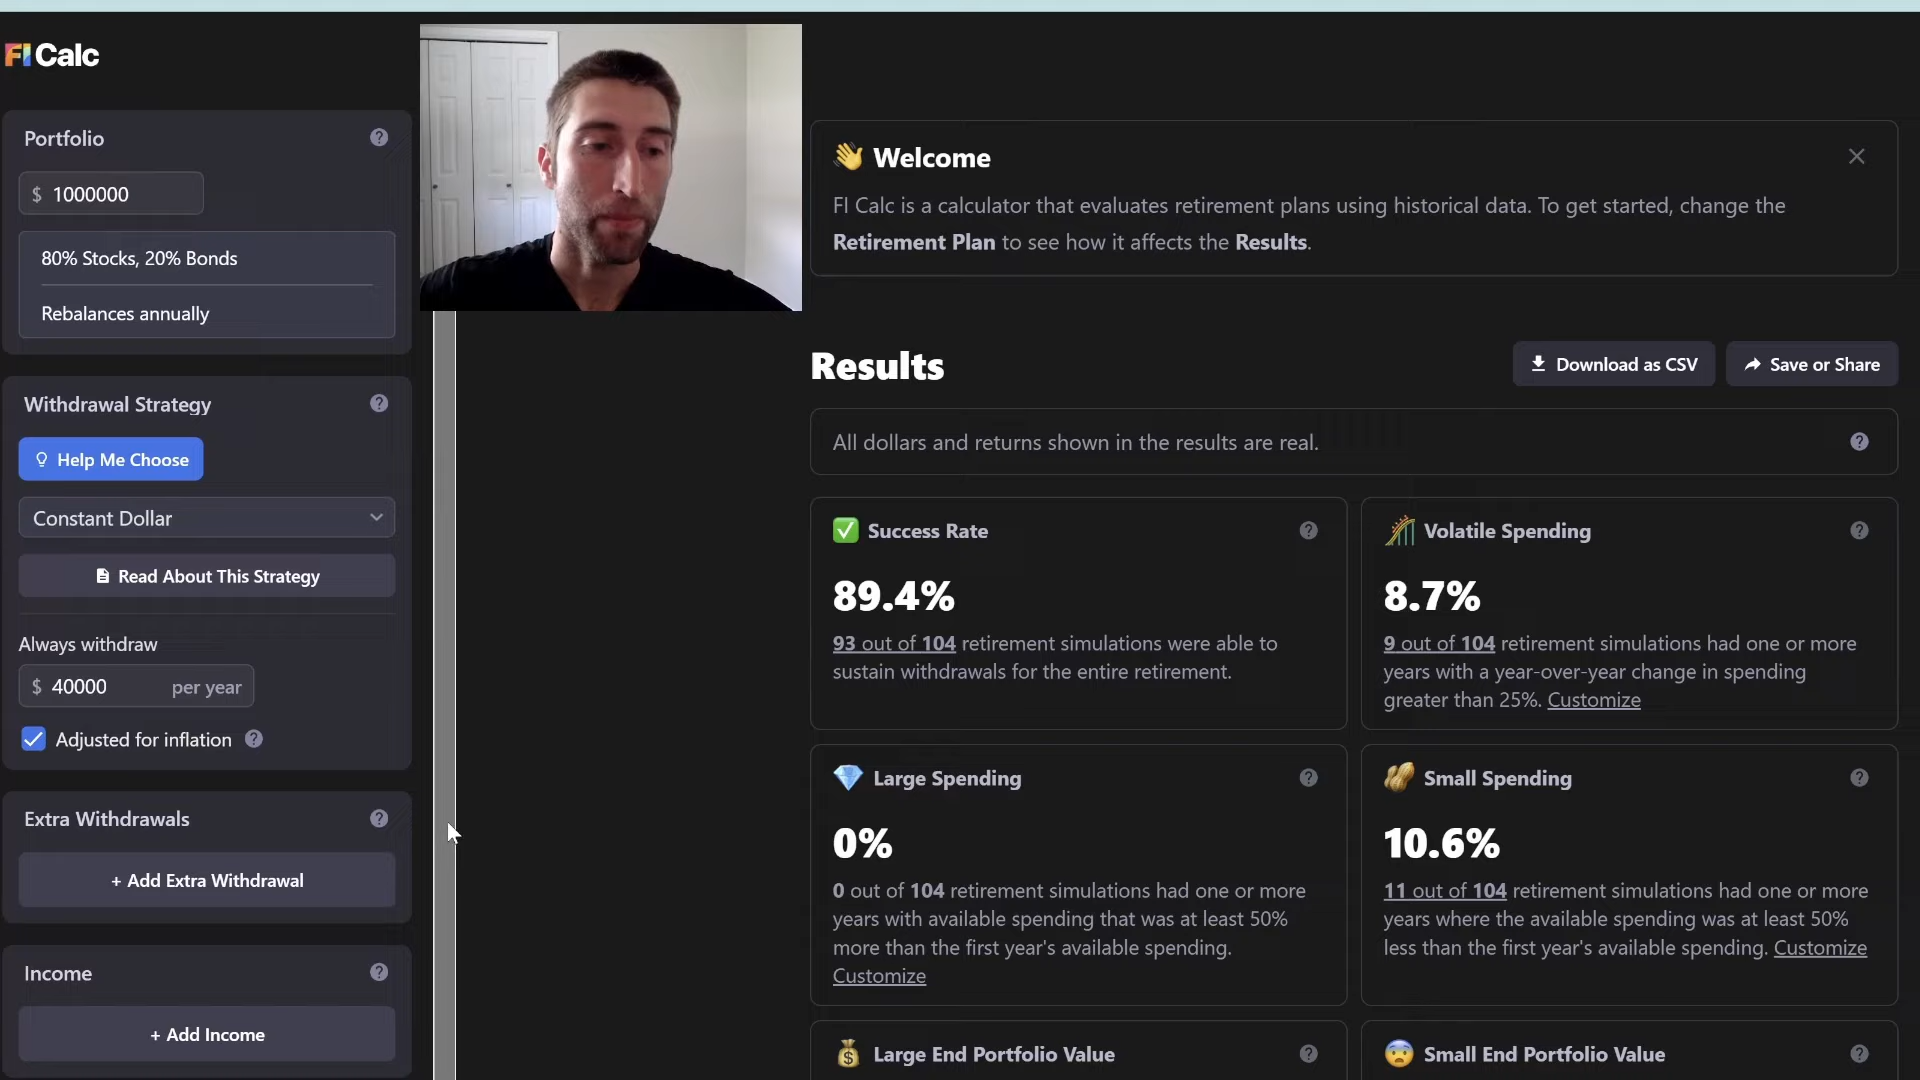 FI Calc
Portfolio
$ 1000000
80% Stocks, 20% Bonds
Rebalances annually
Withdrawal Strategy
Help Me Choose
Constant Dollar
Read About This Strategy
Always withdraw
$ 40000 per year
Adjusted for inflation
Extra Withdrawals
+ Add Extra Withdrawal
Income
+ Add Income
Welcome
FI Calc is a calculator that evaluates retirement plans using historical data. To get started, change the
Retirement Plan to see how it affects the Results.
Results
Download as CSV
Save or Share
All dollars and returns shown in the results are real.
Success Rate
89.4%
93 out of 104 retirement simulations were able to
sustain withdrawals for the entire retirement.
Volatile Spending
8.7%
9 out of 104 retirement simulations had one or more
years with a year-over-year change in spending
greater than 25%. Customize
Large Spending
0%
0 out of 104 retirement simulations had one or more
years with available spending that was at least 50%
more than the first year's available spending.
Customize
Small Spending
10.6%
11 out of 104 retirement simulations had one or more
years where the available spending was at least 50%
less than the first year's available spending. Customize
Large End Portfolio Value
Small End Portfolio Value